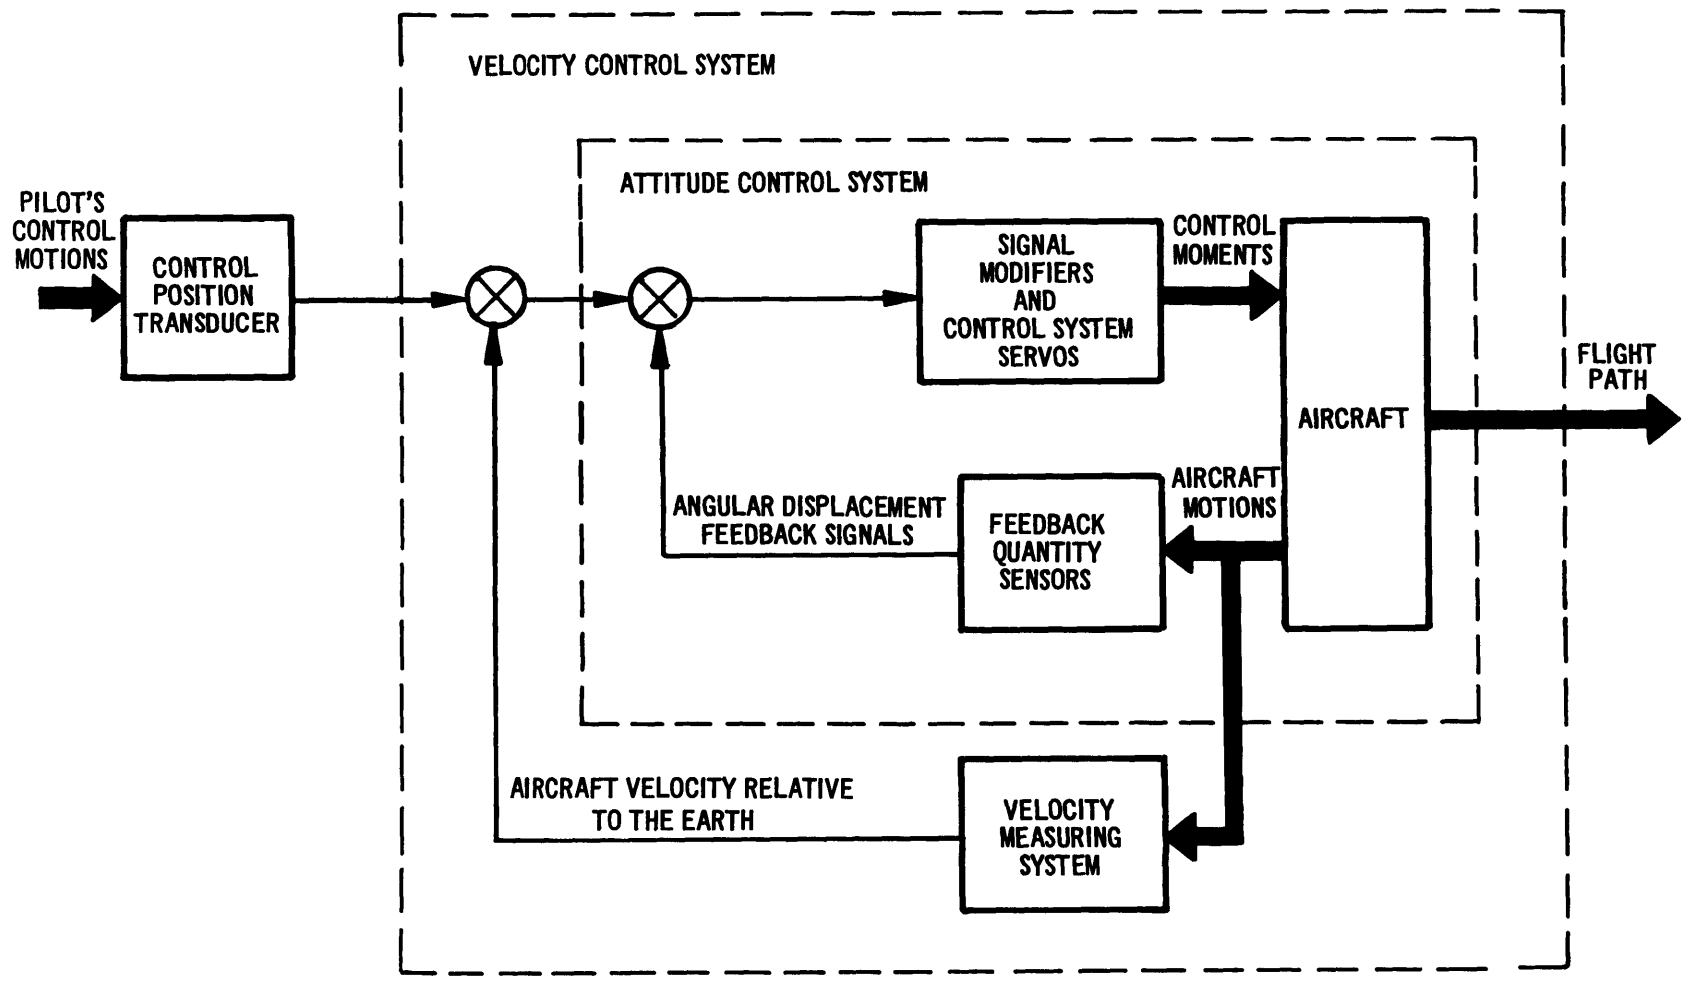 VELOCITY CONTROL SYSTEM
ATTITUDE CONTROL SYSTEM
PILOT'S
CONTROL
MOTIONS
CONTROL
POSITION
TRANSDUCER
SIGNAL
MODIFIERS
AND
CONTROL SYSTEM
SERVOS
CONTROL
MOMENTS
AIRCRAFT
FLIGHT
PATH
AIRCRAFT
MOTIONS
FEEDBACK
QUANTITY
SENSORS
ANGULAR DISPLACEMENT
FEEDBACK SIGNALS
VELOCITY
MEASURING
SYSTEM
AIRCRAFT VELOCITY RELATIVE
TO THE EARTH